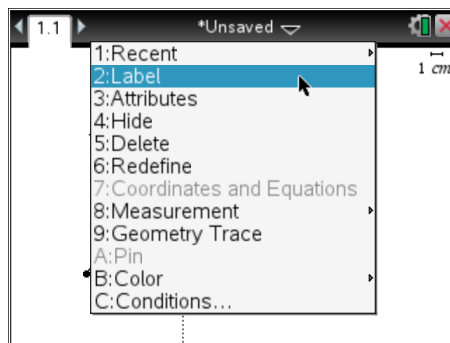 1.1 *Unsaved
1 cm
1:Recent
2:Label
3:Attributes
4:Hide
5:Delete
6:Redefine
7:Coordinates and Equations
8:Measurement
9:Geometry Trace
A:Pin
B:Color
C:Conditions...